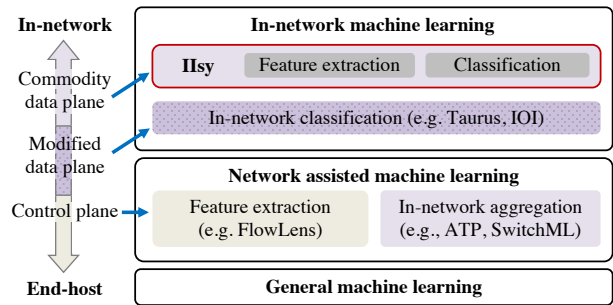 In-network
Commodity
data plane
Modified
data plane
Control plane
End-host
In-network machine learning
IIsy
Feature extraction
Classification
In-network classification (e.g. Taurus, IOI)
Network assisted machine learning
Feature extraction
(e.g. FlowLens)
In-network aggregation
(e.g., ATP, SwitchML)
General machine learning